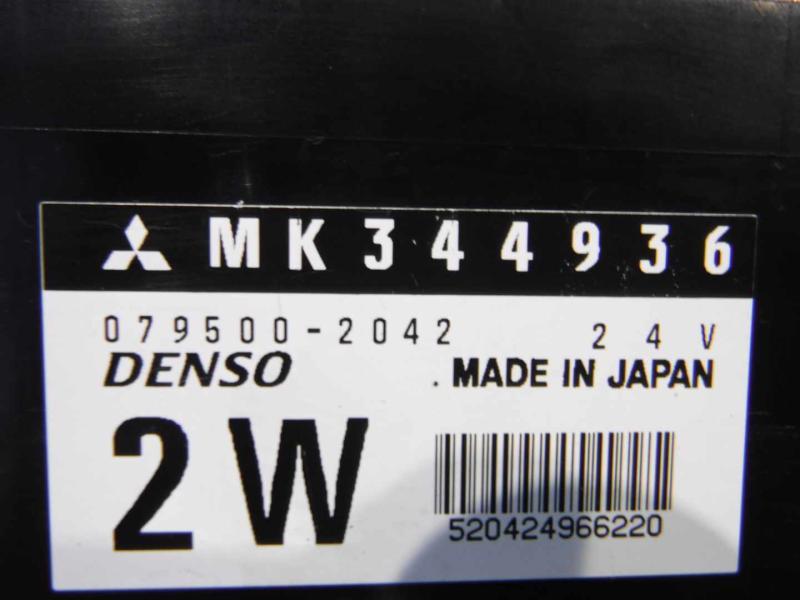 MK344936
079500-2042 24V
DENSO . MADE IN JAPAN
2W
520424966220